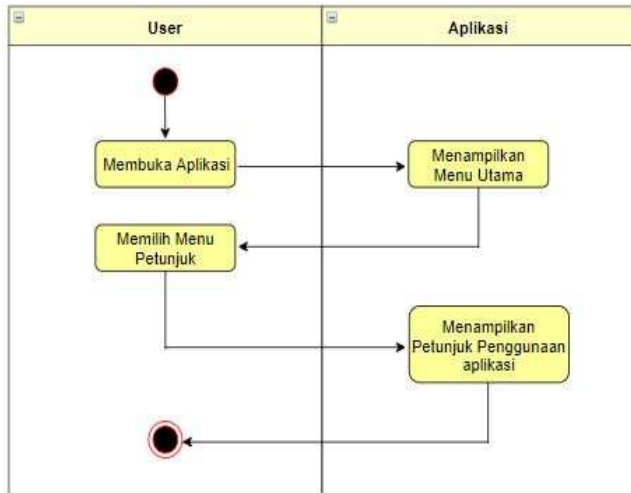 User
Aplikasi
Membuka Aplikasi
Menampilkan
Menu Utama
Memilih Menu
Petunjuk
Menampilkan
Petunjuk Penggunaan
aplikasi